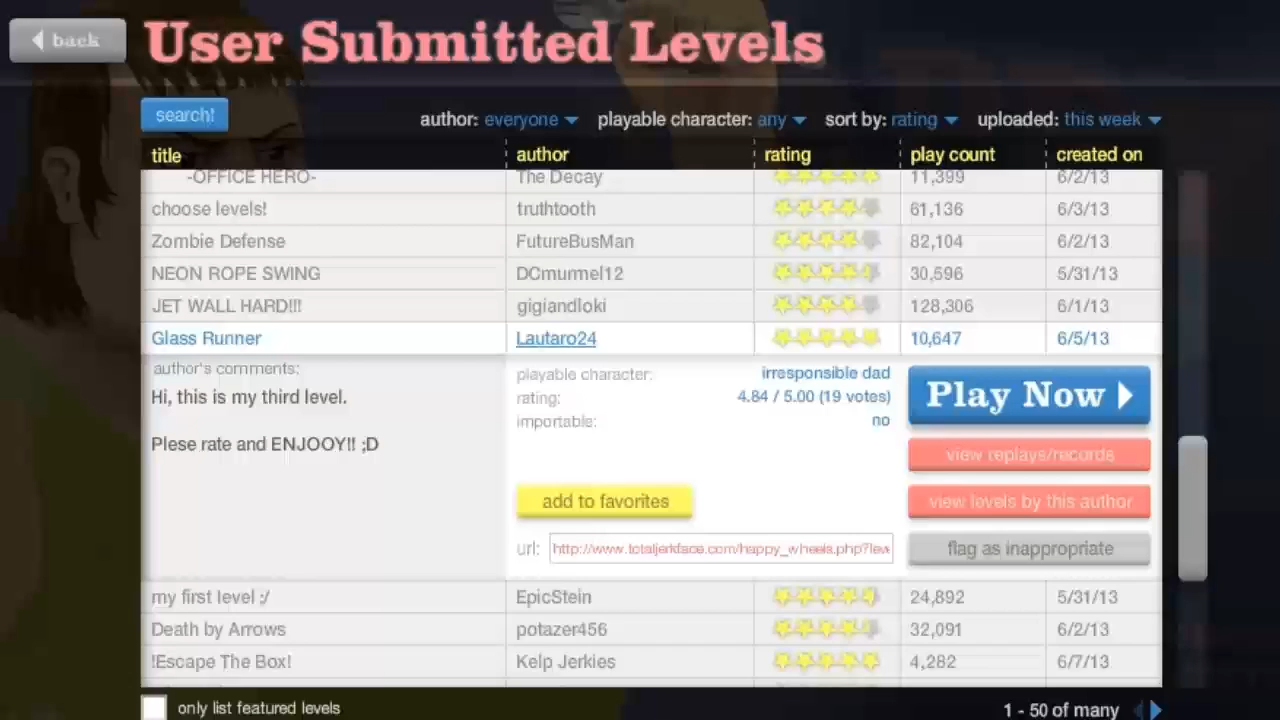 back
User Submitted Levels
search!
author: everyone playable character: any sort by: rating uploaded: this week
title author rating play count created on
-OFFICE HERO- The Decay 11,399 6/2/13
choose levels! truthtooth 61,136 6/3/13
Zombie Defense FutureBusMan 82,104 6/2/13
NEON ROPE SWING DCmurmel12 30,596 5/31/13
JET WALL HARD!!! gigiandloki 128,306 6/1/13
Glass Runner Lautaro24 10,647 6/5/13
author's comments:
Hi, this is my third level.
Plese rate and ENJOOY!! ;D
playable character: irresponsible dad
rating: 4.84 / 5.00 (19 votes)
importable: no
add to favorites
url: http://www.totaljerkface.com/happy_wheels.php?lev
Play Now
view replays/records
view levels by this author
flag as inappropriate
my first level :/ EpicStein 24,892 5/31/13
Death by Arrows potazer456 32,091 6/2/13
!Escape The Box! Kelp Jerkies 4,282 6/7/13
only list featured levels
1 - 50 of many